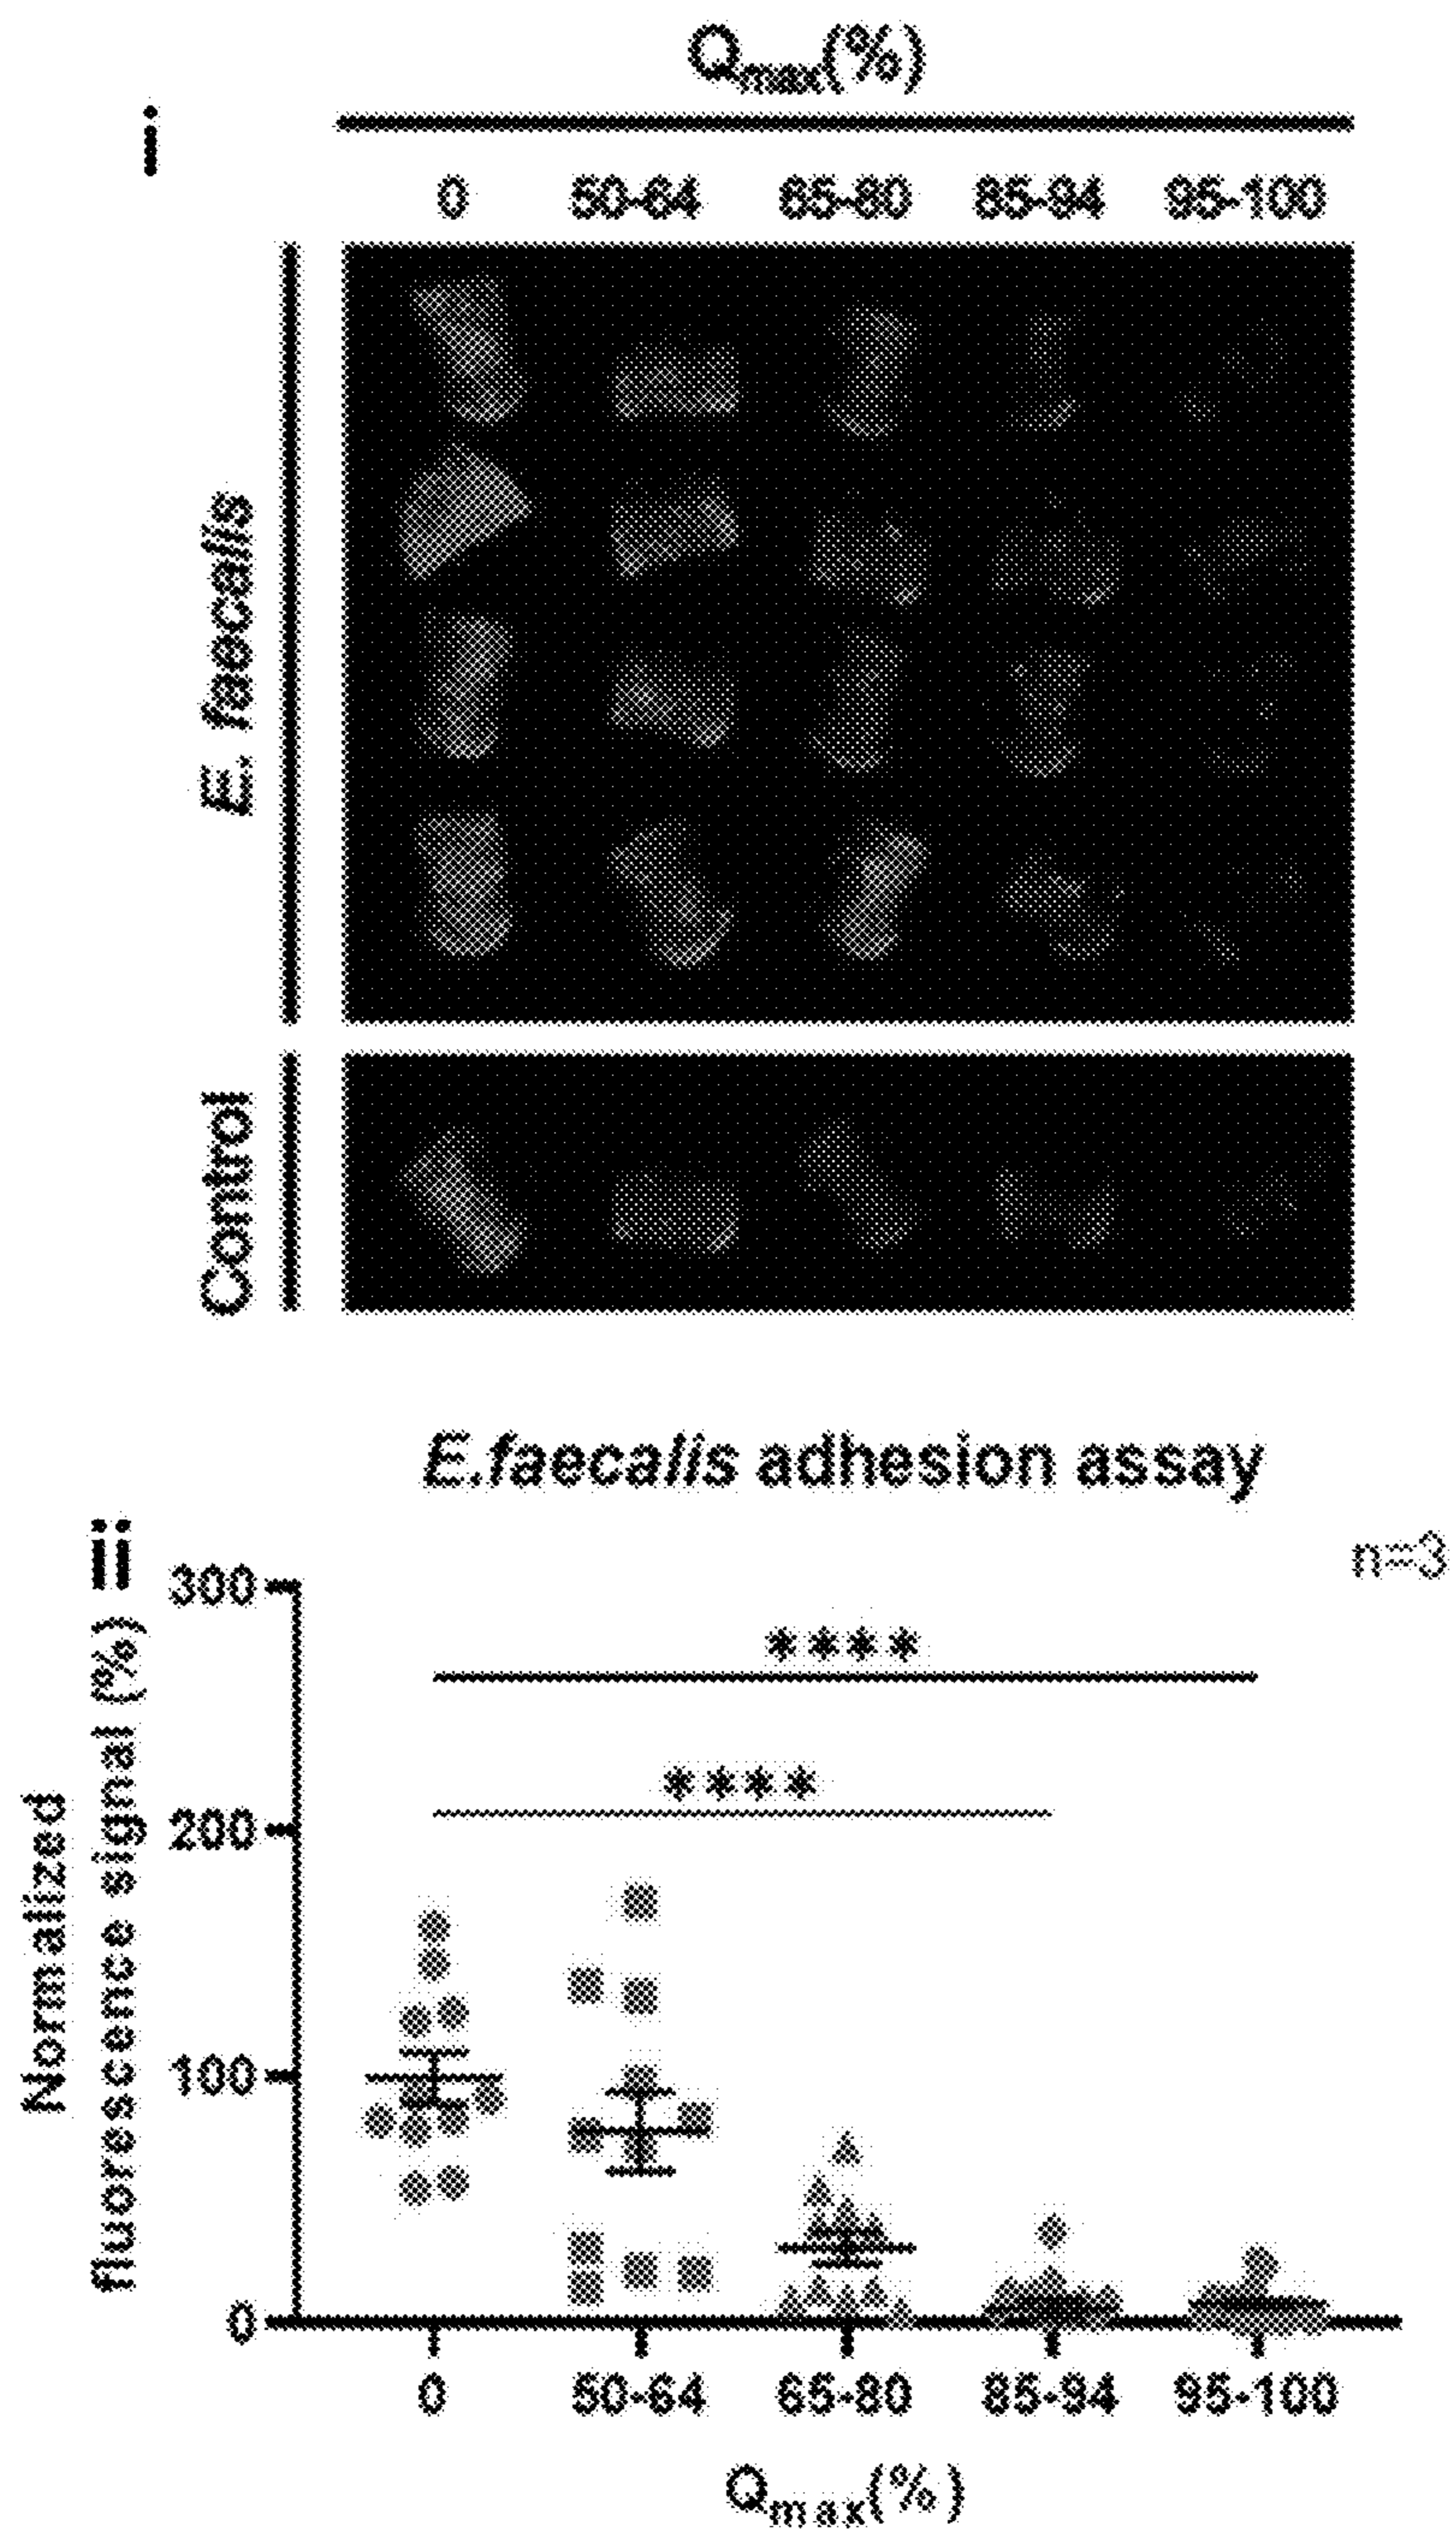 Qmax(%)
i
0 50-64 65-80 85-94 95-100
E. faecalis
Control
E.faecalis adhesion assay
ii
n=3
Normalized
fluorescence signal (%)
300
****
****
200
100
0
0 50-64 65-80 85-94 95-100
Qmax(%)